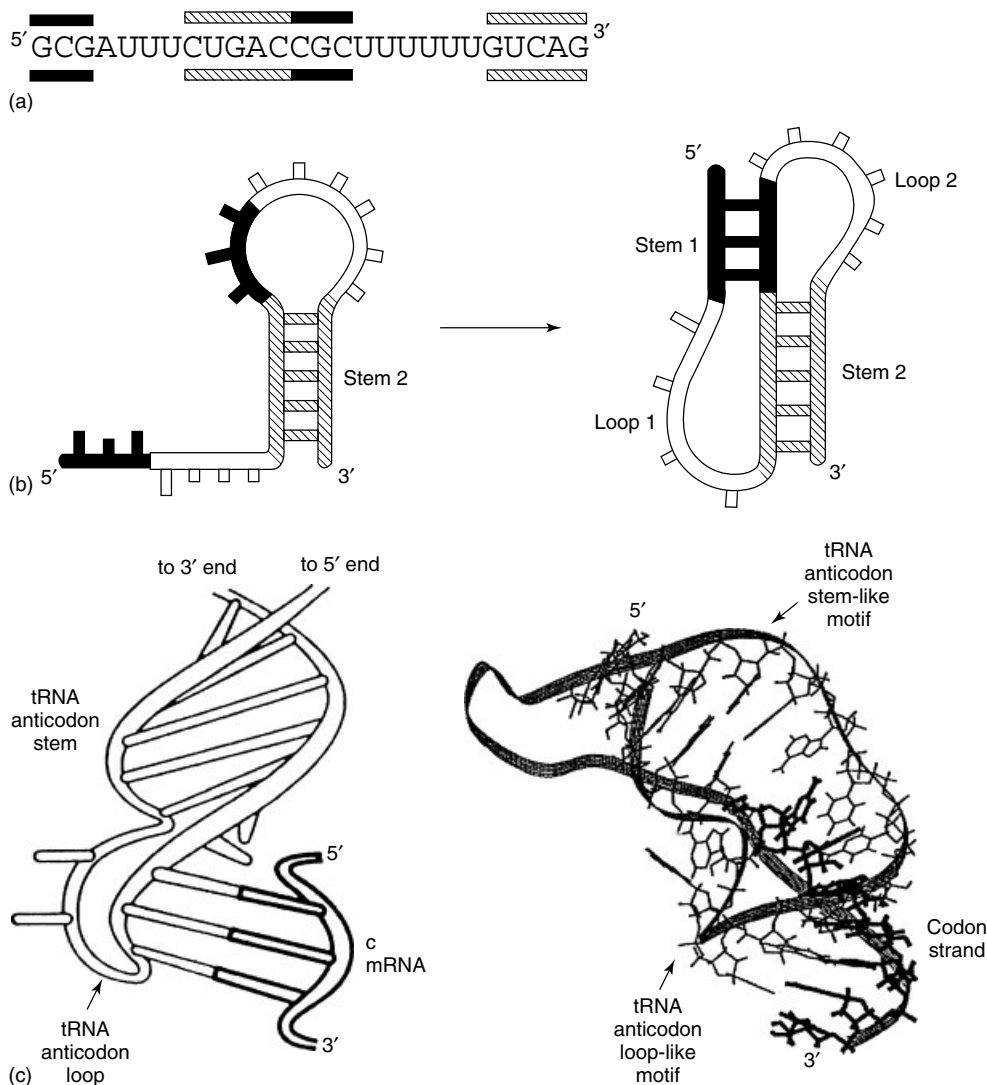 5′ GCGAUUUCUGACCGCUUUUUUGUCAG 3′
(a)
5′
Loop 2
Stem 1
Stem 2
Stem 2
Loop 1
5′
3′
3′
(b)
to 3′ end
to 5′ end
tRNA
anticodon
stem-like
motif
5′
tRNA
anticodon
stem
5′
c
mRNA
Codon
strand
3′
tRNA
anticodon
loop
tRNA
anticodon
loop-like
motif
3′
(c)